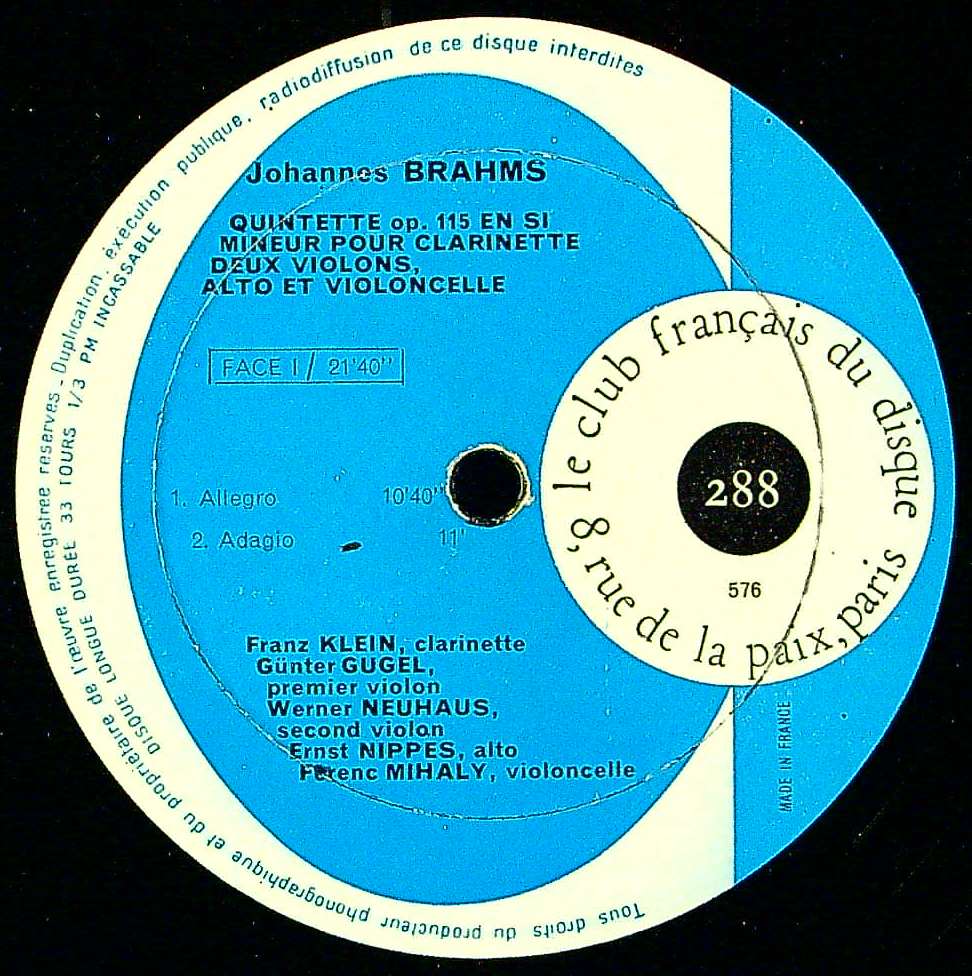 Tous droits du producteur phonographique et du propriétaire de l'œuvre enregistrée réservés - Duplication, éxécution publique, radiodiffusion de ce disque interdites
DISQUE LONGUE DURÉE 33 TOURS 1/3 PM INCASSABLE
Johannes BRAHMS
QUINTETTE op. 115 EN SI
MINEUR POUR CLARINETTE
DEUX VIOLONS,
ALTO ET VIOLONCELLE
FACE I / 21'40''
1. Allegro 10'40''
2. Adagio 11'
Franz KLEIN, clarinette
Günter GUGEL,
premier violon
Werner NEUHAUS,
second violon
Ernst NIPPES, alto
Ferenc MIHALY, violoncelle
le club français du disque
8, rue de la paix, paris
288
576
MADE IN FRANCE